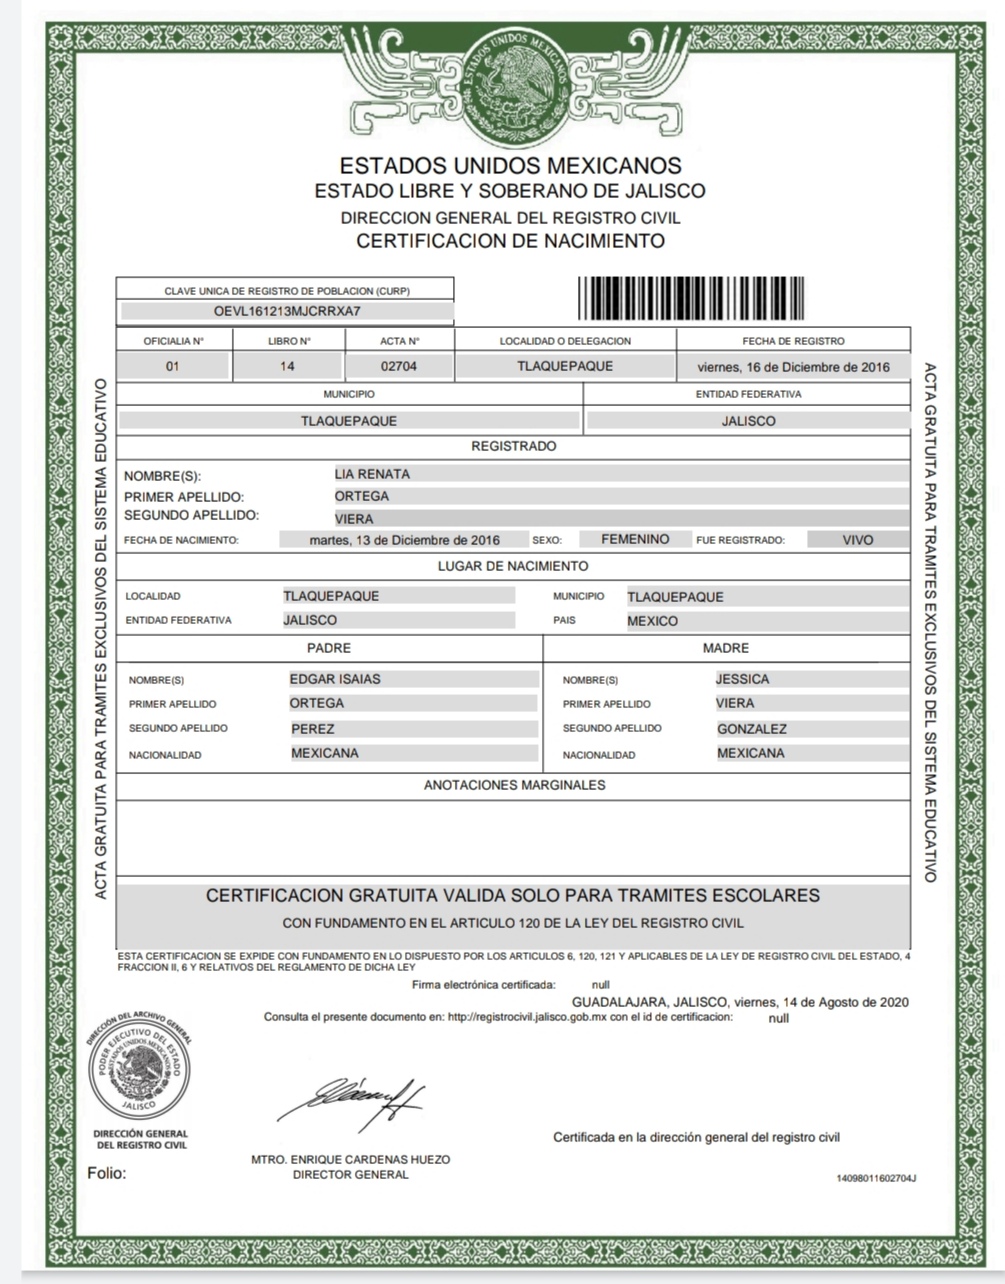 ESTADOS UNIDOS MEXICANOS
ESTADOS UNIDOS MEXICANOS
ESTADO LIBRE Y SOBERANO DE JALISCO
DIRECCION GENERAL DEL REGISTRO CIVIL
CERTIFICACION DE NACIMIENTO
CLAVE UNICA DE REGISTRO DE POBLACION (CURP)
OEVL161213MJCRRXA7
OFICIALIA N° LIBRO N° ACTA N° LOCALIDAD O DELEGACION FECHA DE REGISTRO
01 14 02704 TLAQUEPAQUE viernes, 16 de Diciembre de 2016
MUNICIPIO ENTIDAD FEDERATIVA
TLAQUEPAQUE JALISCO
REGISTRADO
NOMBRE(S): LIA RENATA
PRIMER APELLIDO: ORTEGA
SEGUNDO APELLIDO: VIERA
FECHA DE NACIMIENTO: martes, 13 de Diciembre de 2016 SEXO: FEMENINO FUE REGISTRADO: VIVO
LUGAR DE NACIMIENTO
LOCALIDAD TLAQUEPAQUE MUNICIPIO TLAQUEPAQUE
ENTIDAD FEDERATIVA JALISCO PAIS MEXICO
PADRE MADRE
NOMBRE(S) EDGAR ISAIAS NOMBRE(S) JESSICA
PRIMER APELLIDO ORTEGA PRIMER APELLIDO VIERA
SEGUNDO APELLIDO PEREZ SEGUNDO APELLIDO GONZALEZ
NACIONALIDAD MEXICANA NACIONALIDAD MEXICANA
ANOTACIONES MARGINALES
CERTIFICACION GRATUITA VALIDA SOLO PARA TRAMITES ESCOLARES
CON FUNDAMENTO EN EL ARTICULO 120 DE LA LEY DEL REGISTRO CIVIL
ESTA CERTIFICACION SE EXPIDE CON FUNDAMENTO EN LO DISPUESTO POR LOS ARTICULOS 6, 120, 121 Y APLICABLES DE LA LEY DE REGISTRO CIVIL DEL ESTADO, 4
FRACCION II, 6 Y RELATIVOS DEL REGLAMENTO DE DICHA LEY
Firma electrónica certificada: null
GUADALAJARA, JALISCO, viernes, 14 de Agosto de 2020
Consulta el presente documento en: http://registrocivil.jalisco.gob.mx con el id de certificacion: null
DIRECCIÓN DEL ARCHIVO GENERAL
PODER EJECUTIVO DEL ESTADO
ESTADOS UNIDOS MEXICANOS
JALISCO
DIRECCIÓN GENERAL
DEL REGISTRO CIVIL
Certificada en la dirección general del registro civil
MTRO. ENRIQUE CARDENAS HUEZO
DIRECTOR GENERAL
Folio:
14098011602704J
ACTA GRATUITA PARA TRAMITES EXCLUSIVOS DEL SISTEMA EDUCATIVO
ACTA GRATUITA PARA TRAMITES EXCLUSIVOS DEL SISTEMA EDUCATIVO